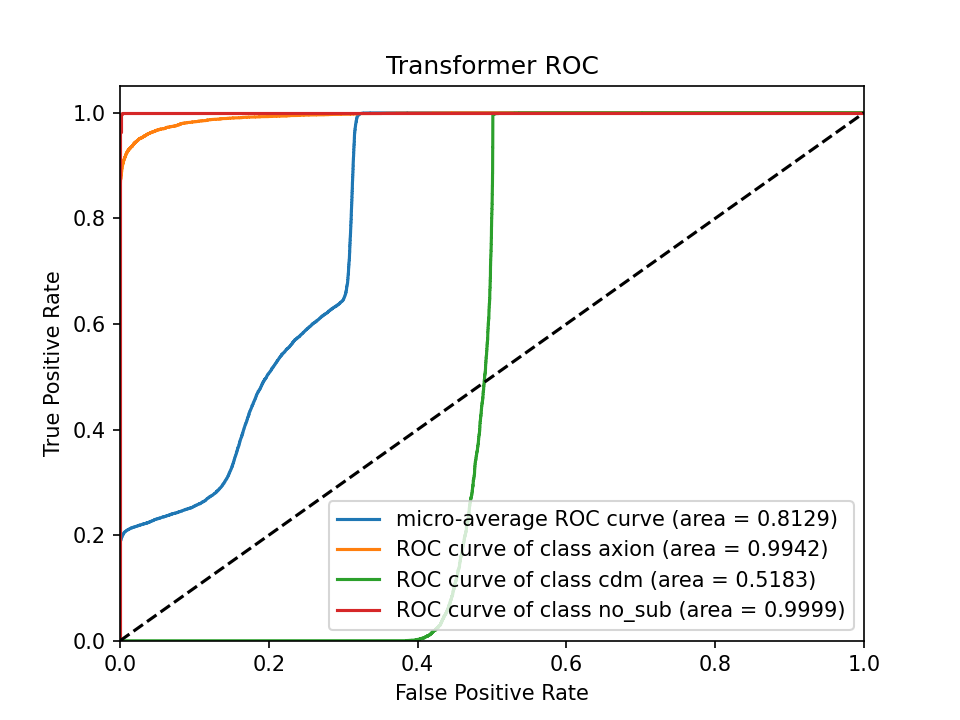 Transformer ROC
True Positive Rate
1.0
0.8
0.6
0.4
0.2
0.0
micro-average ROC curve (area = 0.8129)
ROC curve of class axion (area = 0.9942)
ROC curve of class cdm (area = 0.5183)
ROC curve of class no_sub (area = 0.9999)
0.0 0.2 0.4 0.6 0.8 1.0
False Positive Rate